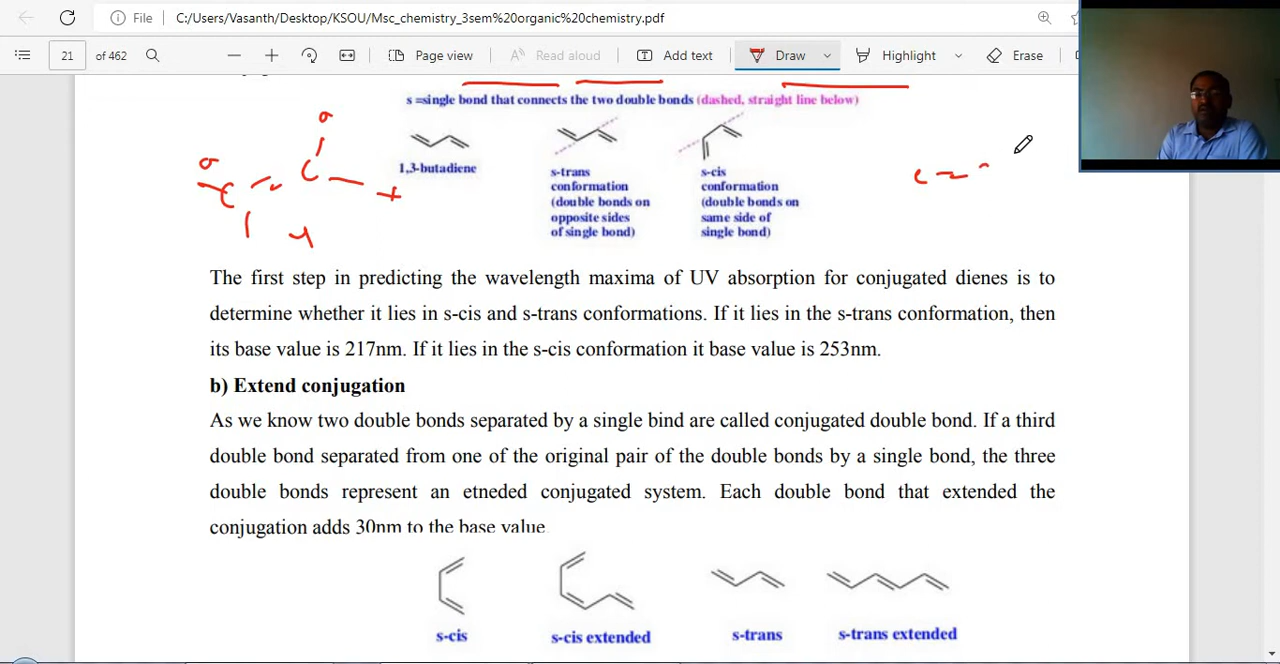 File
C:/Users/Vasanth/Desktop/KSOU/Msc_chemistry_3sem%20organic%20chemistry.pdf
21 of 462
Page view
Read aloud
Add text
Draw
Highlight
Erase
s =single bond that connects the two double bonds (dashed, straight line below)
1,3-butadiene
s-trans
conformation
(double bonds on
opposite sides
of single bond)
s-cis
conformation
(double bonds on
same side of
single bond)
The first step in predicting the wavelength maxima of UV absorption for conjugated dienes is to
determine whether it lies in s-cis and s-trans conformations. If it lies in the s-trans conformation, then
its base value is 217nm. If it lies in the s-cis conformation it base value is 253nm.
b) Extend conjugation
As we know two double bonds separated by a single bind are called conjugated double bond. If a third
double bond separated from one of the original pair of the double bonds by a single bond, the three
double bonds represent an etneded conjugated system. Each double bond that extended the
conjugation adds 30nm to the base value
s-cis
s-cis extended
s-trans
s-trans extended